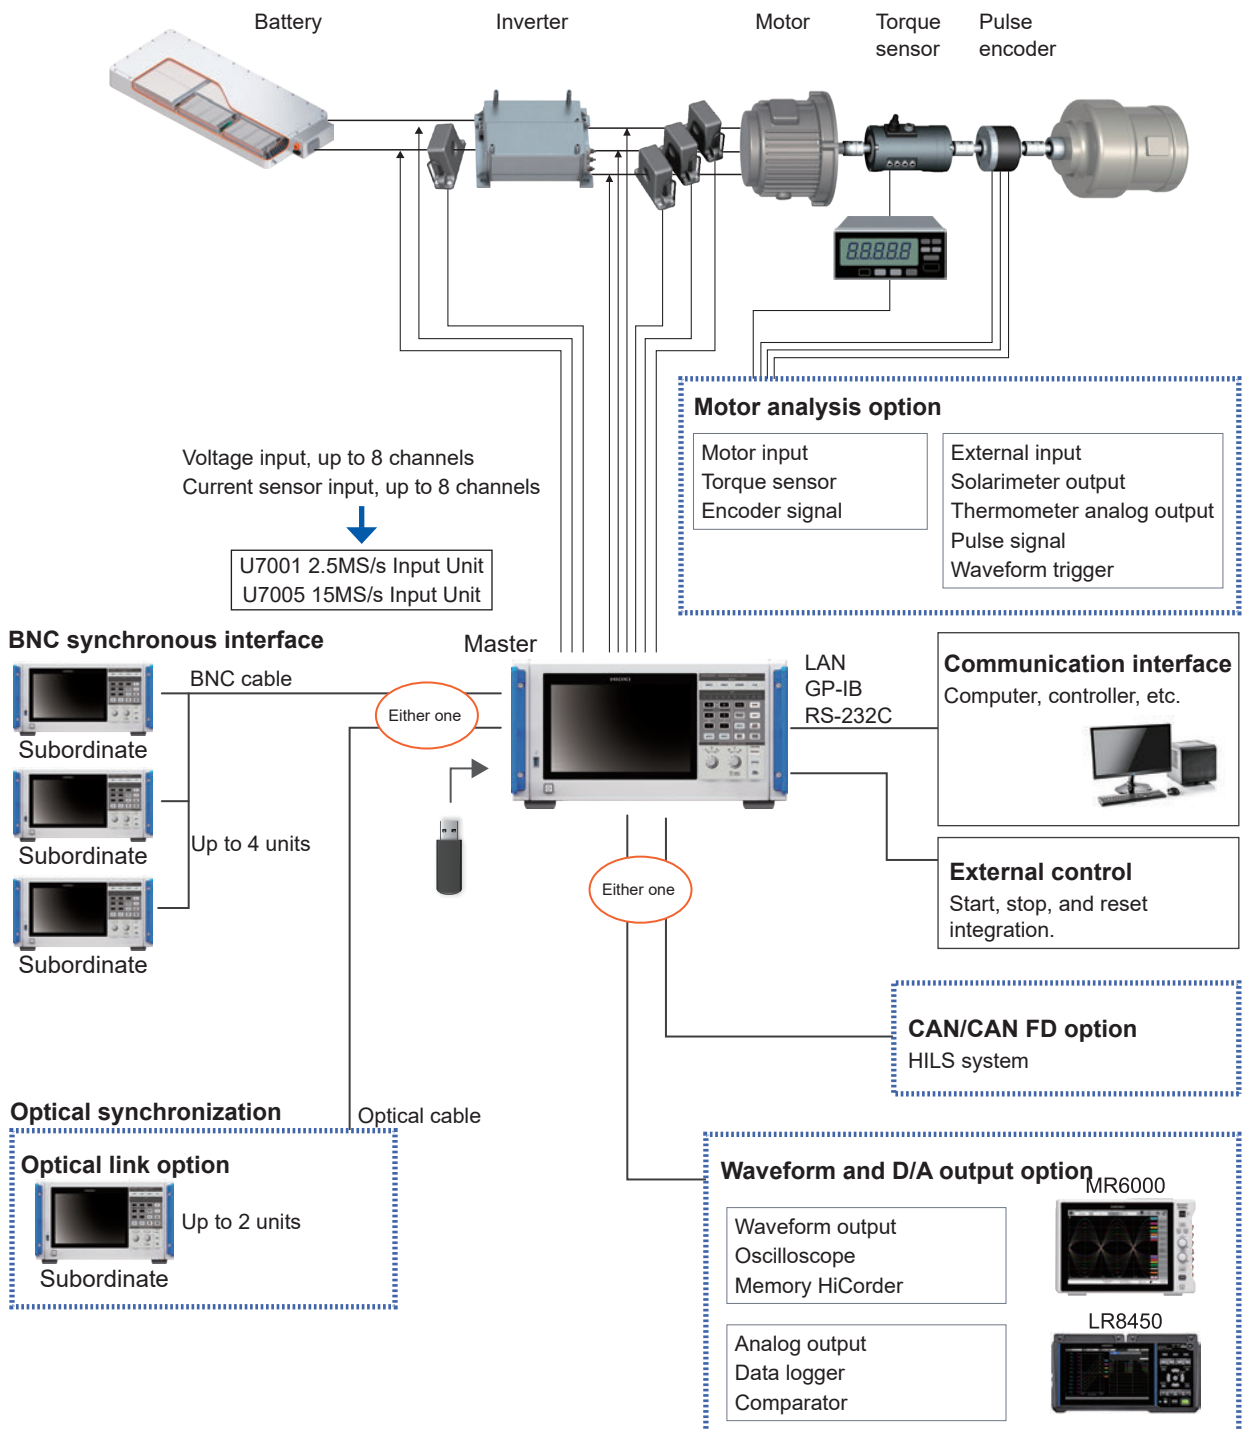 Battery
Inverter
Motor
Torque
sensor
Pulse
encoder
Motor analysis option
Motor input
Torque sensor
Encoder signal
External input
Solarimeter output
Thermometer analog output
Pulse signal
Waveform trigger
Voltage input, up to 8 channels
Current sensor input, up to 8 channels
U7001 2.5MS/s Input Unit
U7005 15MS/s Input Unit
BNC synchronous interface
BNC cable
Subordinate
Subordinate
Subordinate
Up to 4 units
Either one
Master
HIOKI
LAN
GP-IB
RS-232C
Communication interface
Computer, controller, etc.
External control
Start, stop, and reset
integration.
Either one
CAN/CAN FD option
HILS system
Optical synchronization
Optical cable
Optical link option
Up to 2 units
Subordinate
Waveform and D/A output option
Waveform output
Oscilloscope
Memory HiCorder
Analog output
Data logger
Comparator
MR6000
LR8450